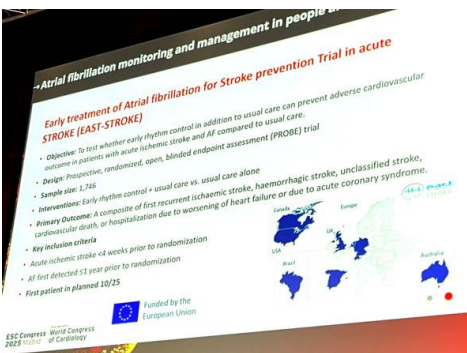 →Atrial fibrillation monitoring and management in people
Early treatment of Atrial fibrillation for Stroke prevention Trial in acute
STROKE (EAST-STROKE)
• Objective: To test whether early rhythm control in addition to usual care can prevent adverse cardiovascular
outcome in patients with acute ischemic stroke and AF compared to usual care.
• Design: Prospective, randomized, open, blinded endpoint assessment (PROBE) trial
• Sample size: 1,746
• Interventions: Early rhythm control + usual care vs. usual care alone
• Primary Outcome: A composite of first recurrent ischaemic stroke, haemorrhagic stroke, unclassified stroke,
cardiovascular death, or hospitalization due to worsening of heart failure or due to acute coronary syndrome.
• Key inclusion criteria
Acute ischemic stroke <4 weeks prior to randomization
AF first detected ≤1 year prior to randomization
• First patient in planned 10/25
Canada
Europe
UK
USA
Brazil
Australia
Funded by the
European Union
ESC Congress
2025 Madrid
World Congress
of Cardiology